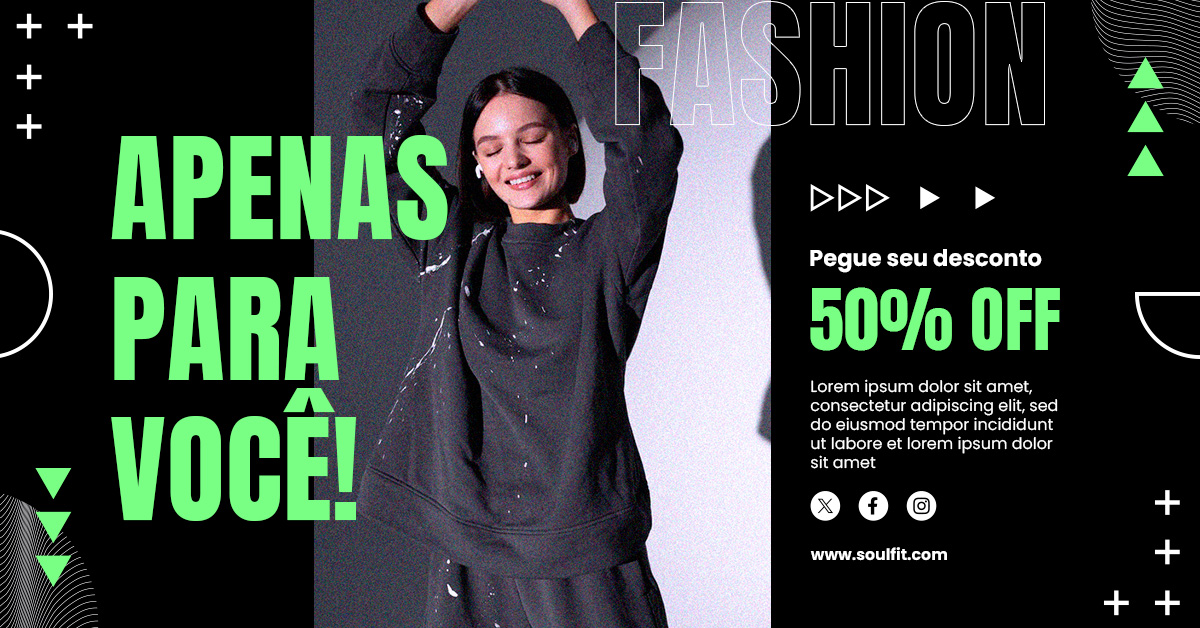 FASHION
APENAS
PARA
VOCÊ!
Pegue seu desconto
50% OFF
Lorem ipsum dolor sit amet,
consectetur adipiscing elit, sed
do eiusmod tempor incididunt
ut labore et lorem ipsum dolor
sit amet
www.soulfit.com